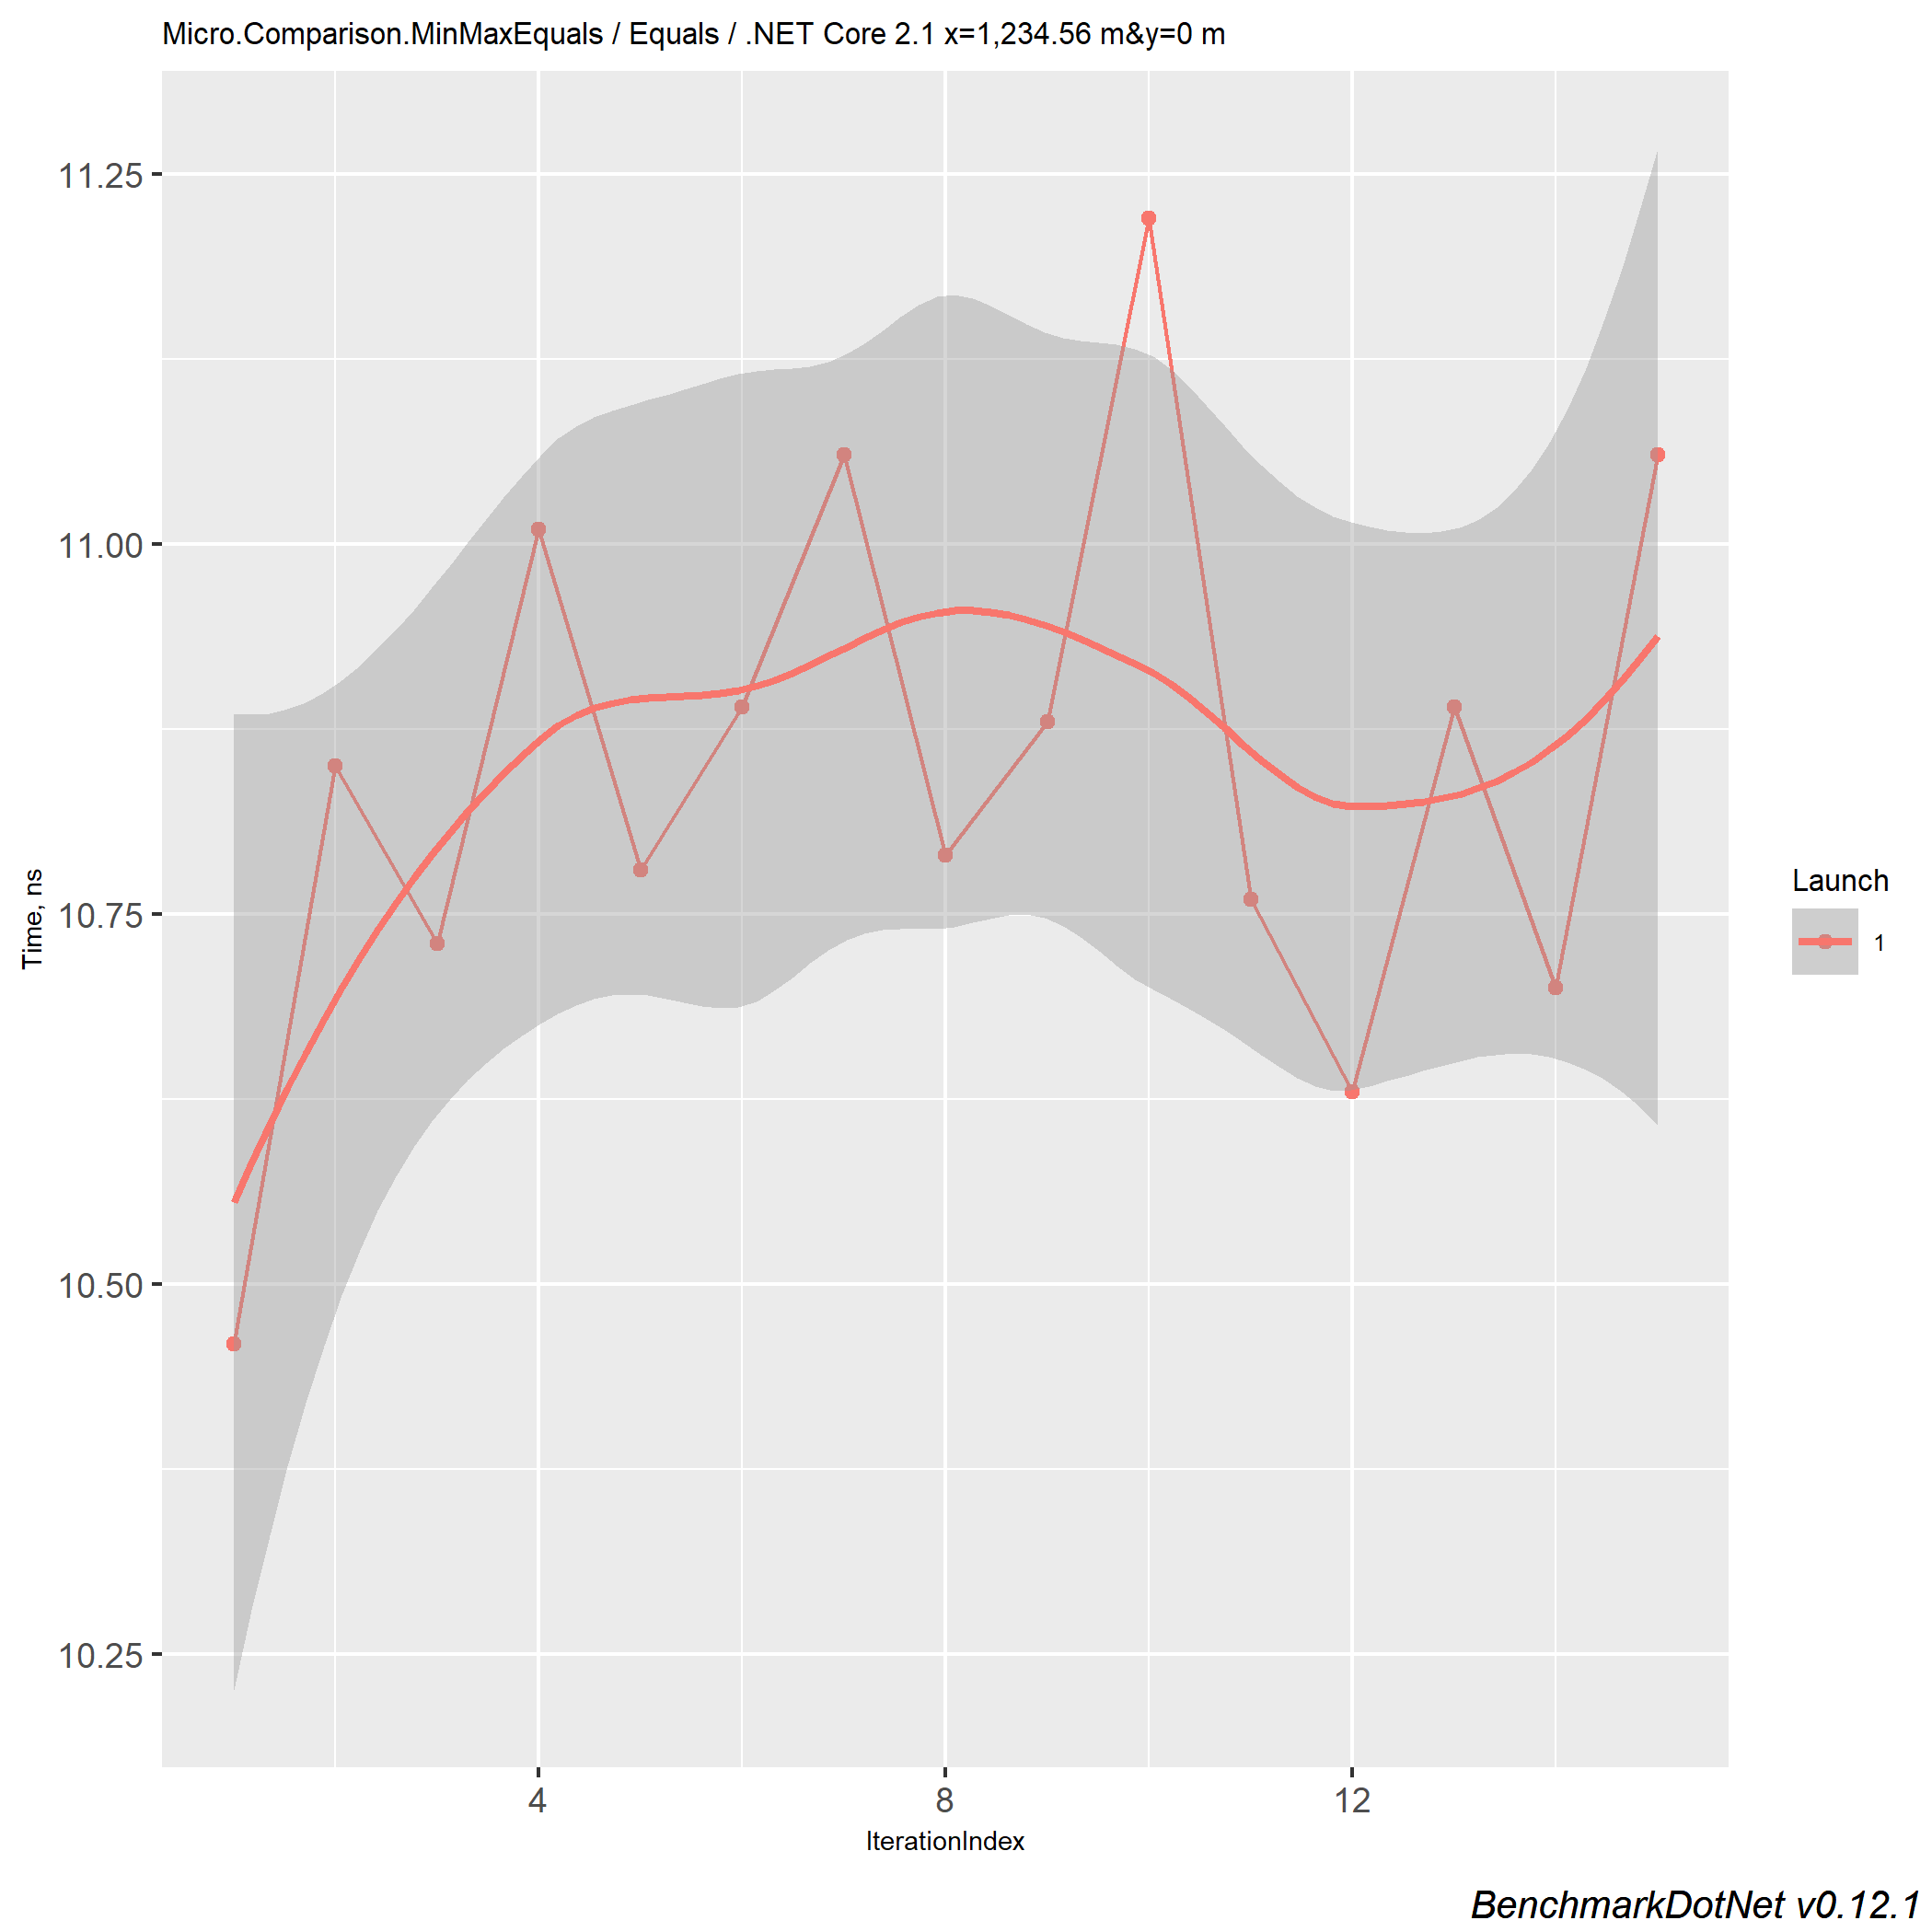 Micro.Comparison.MinMaxEquals / Equals / .NET Core 2.1 x=1,234.56 m&y=0 m
11.25
11.00
10.75
10.50
10.25
Time, ns
4 8 12
IterationIndex
Launch
1
BenchmarkDotNet v0.12.1